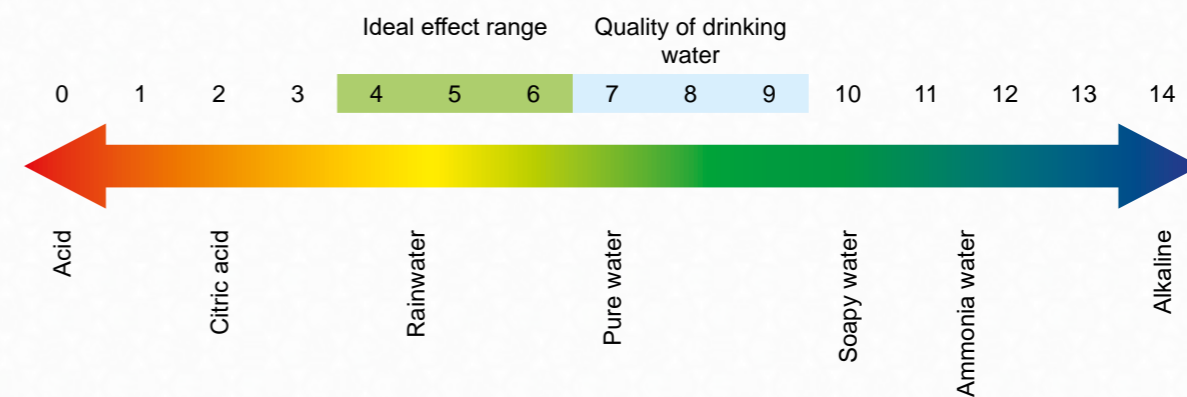 Ideal effect range
Quality of drinking
water
0 1 2 3 4 5 6 7 8 9 10 11 12 13 14
Acid
Citric acid
Rainwater
Pure water
Soapy water
Ammonia water
Alkaline